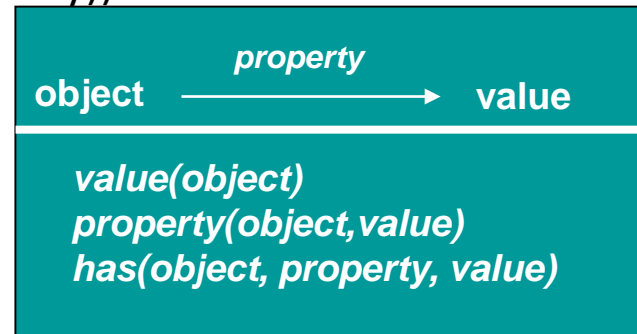 property
object value
value(object)
property(object,value)
has(object, property, value)